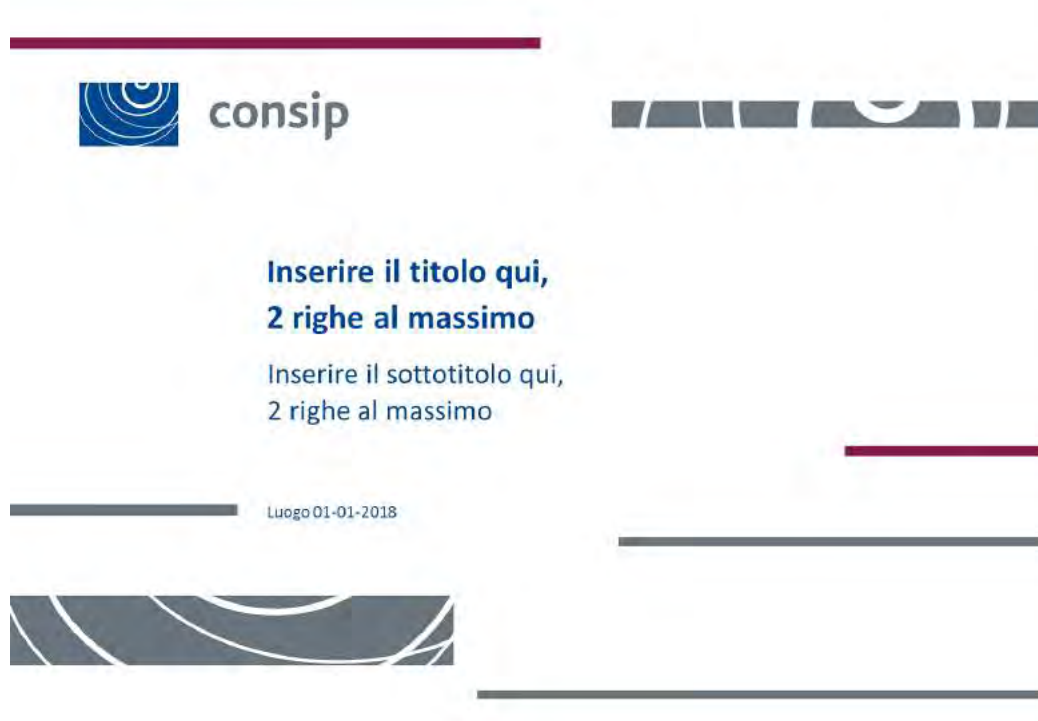 consip
Inserire il titolo qui,
2 righe al massimo
Inserire il sottotitolo qui,
2 righe al massimo
Luogo 01-01-2018